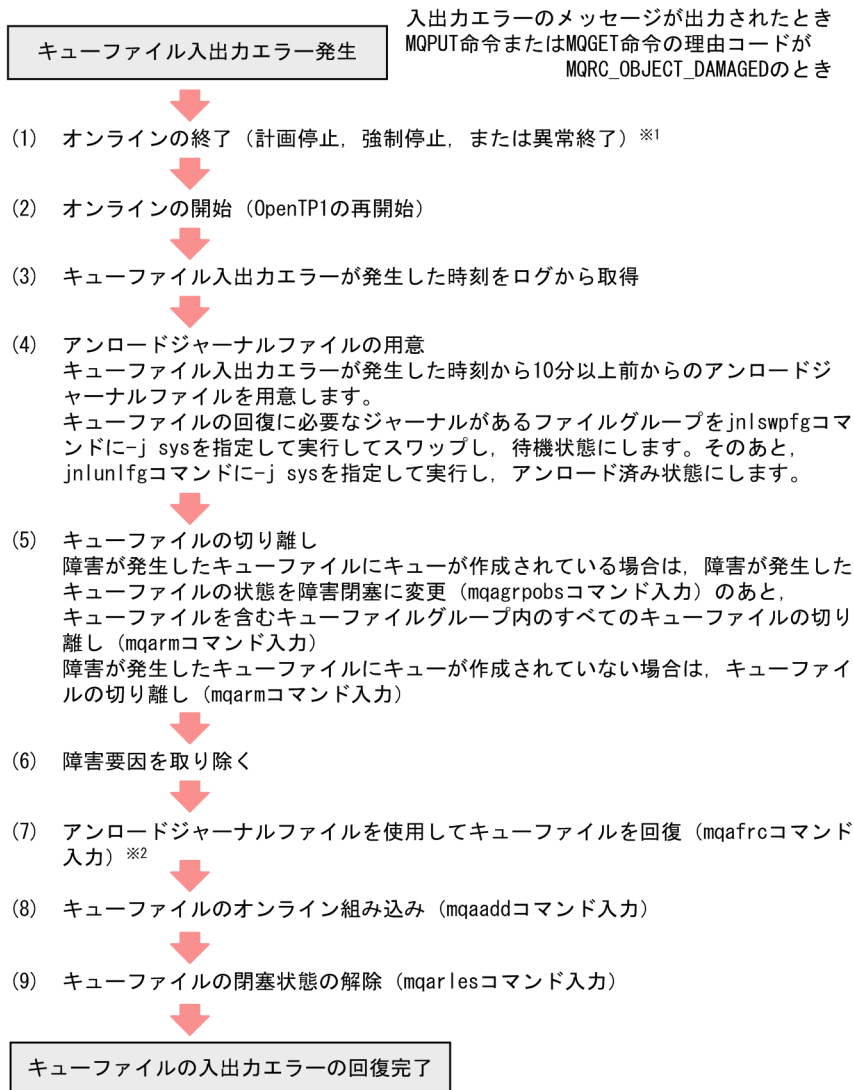 入出力エラーのメッセージが出力されたとき
MQPUT命令またはMQGET命令の理由コードが
MQRC_OBJECT_DAMAGEDのとき
キューファイル入出力エラー発生
(1) オンラインの終了（計画停止，強制停止，または異常終了）※1
(2) オンラインの開始（OpenTP1の再開始）
(3) キューファイル入出力エラーが発生した時刻をログから取得
(4) アンロードジャーナルファイルの用意
キューファイル入出力エラーが発生した時刻から10分以上前からのアンロードジ
ャーナルファイルを用意します。
キューファイルの回復に必要なジャーナルがあるファイルグループをjnlswpfgコマ
ンドに-j sysを指定して実行してスワップし，待機状態にします。そのあと，
jnlunlfgコマンドに-j sysを指定して実行し，アンロード済み状態にします。
(5) キューファイルの切り離し
障害が発生したキューファイルにキューが作成されている場合は，障害が発生した
キューファイルの状態を障害閉塞に変更（mqagrpobsコマンド入力）のあと，
キューファイルを含むキューファイルグループ内のすべてのキューファイルの切り
離し（mqarmコマンド入力）
障害が発生したキューファイルにキューが作成されていない場合は，キューファイ
ルの切り離し（mqarmコマンド入力）
(6) 障害要因を取り除く
(7) アンロードジャーナルファイルを使用してキューファイルを回復（mqafrcコマンド
入力）※2
(8) キューファイルのオンライン組み込み（mqaaddコマンド入力）
(9) キューファイルの閉塞状態の解除（mqarlesコマンド入力）
キューファイルの入出力エラーの回復完了